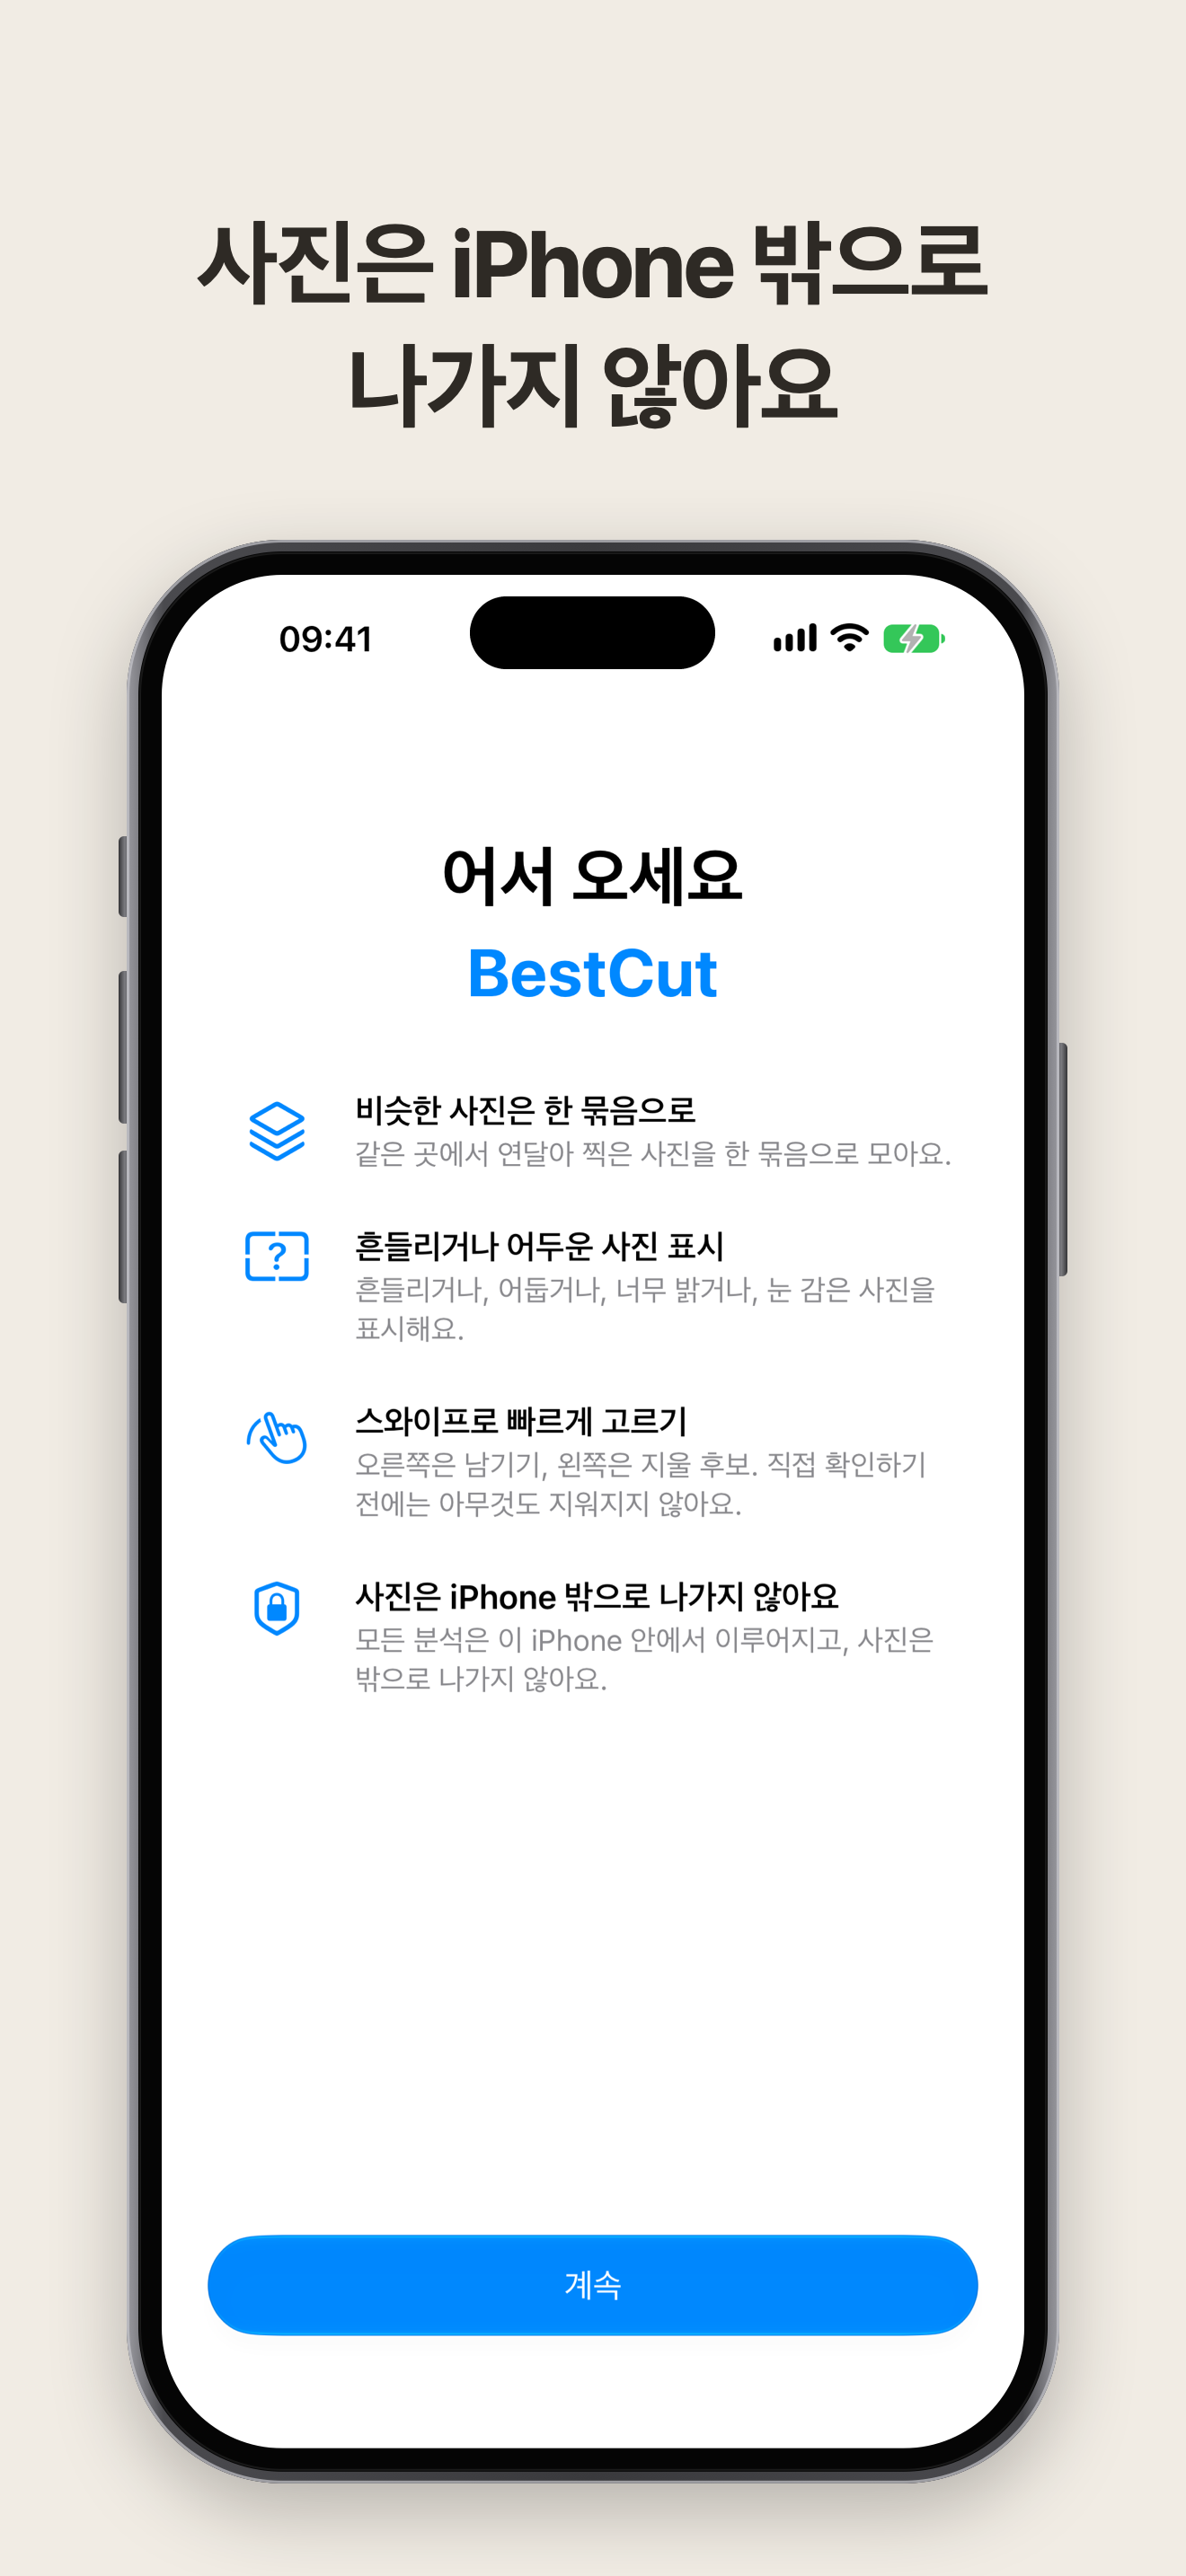 사진은 iPhone 밖으로
나가지 않아요
09:41
어서 오세요
BestCut
비슷한 사진은 한 묶음으로
같은 곳에서 연달아 찍은 사진을 한 묶음으로 모아요.
?
흔들리거나 어두운 사진 표시
흔들리거나, 어둡거나, 너무 밝거나, 눈 감은 사진을
표시해요.
스와이프로 빠르게 고르기
오른쪽은 남기기, 왼쪽은 지울 후보. 직접 확인하기
전에는 아무것도 지워지지 않아요.
사진은 iPhone 밖으로 나가지 않아요
모든 분석은 이 iPhone 안에서 이루어지고, 사진은
밖으로 나가지 않아요.
계속